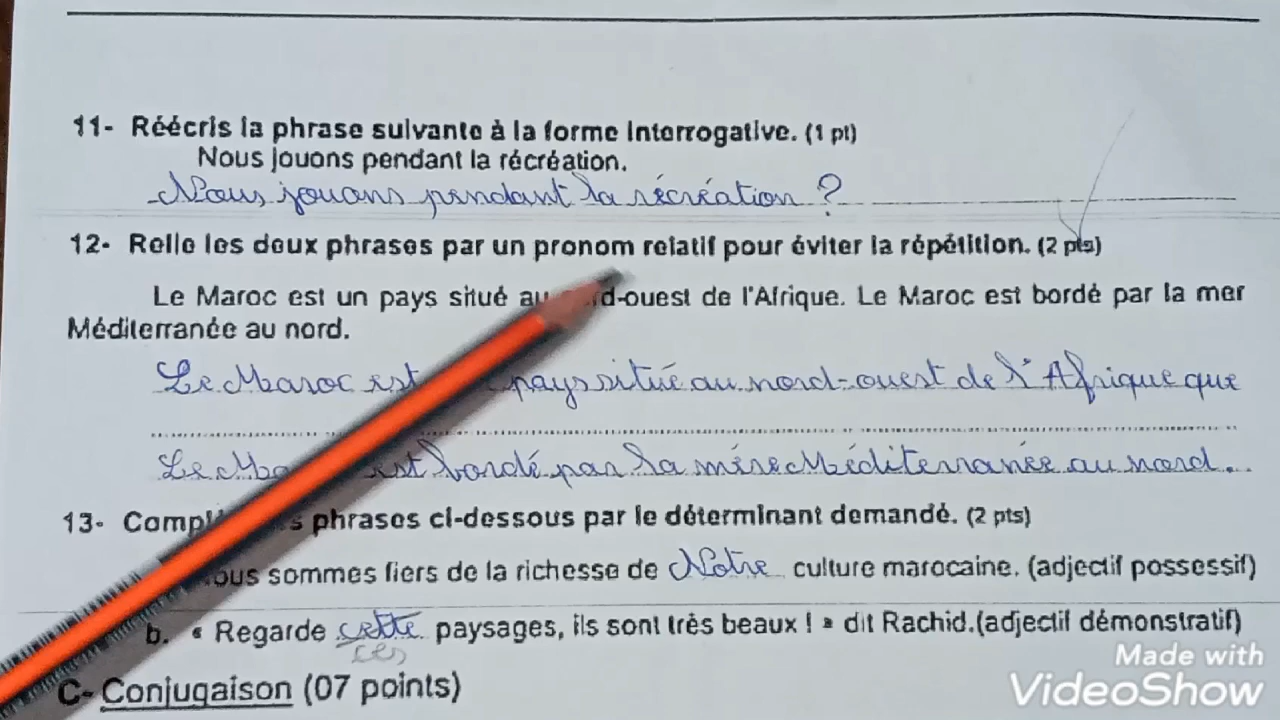 11- Réécris la phrase suivante à la forme interrogative. (1 pt)
Nous jouons pendant la récréation.
Nous jouons pendant la récréation ?
12- Relie les deux phrases par un pronom relatif pour éviter la répétition. (2 pts)
Le Maroc est un pays situé au rd-ouest de l'Afrique. Le Maroc est bordé par la mer
Méditerranée au nord.
Le Maroc est pays situé au nord-ouest de l'Afrique que
Le Ma est bordé par la mére Méditerranée au nord.
13- Compl s phrases ci-dessous par le déterminant demandé. (2 pts)
ous sommes fiers de la richesse de Notre culture marocaine. (adjectif possessif)
b. « Regarde cette paysages, ils sont très beaux ! » dit Rachid.(adjectif démonstratif)
ces
C- Conjugaison (07 points)
Made with
VideoShow